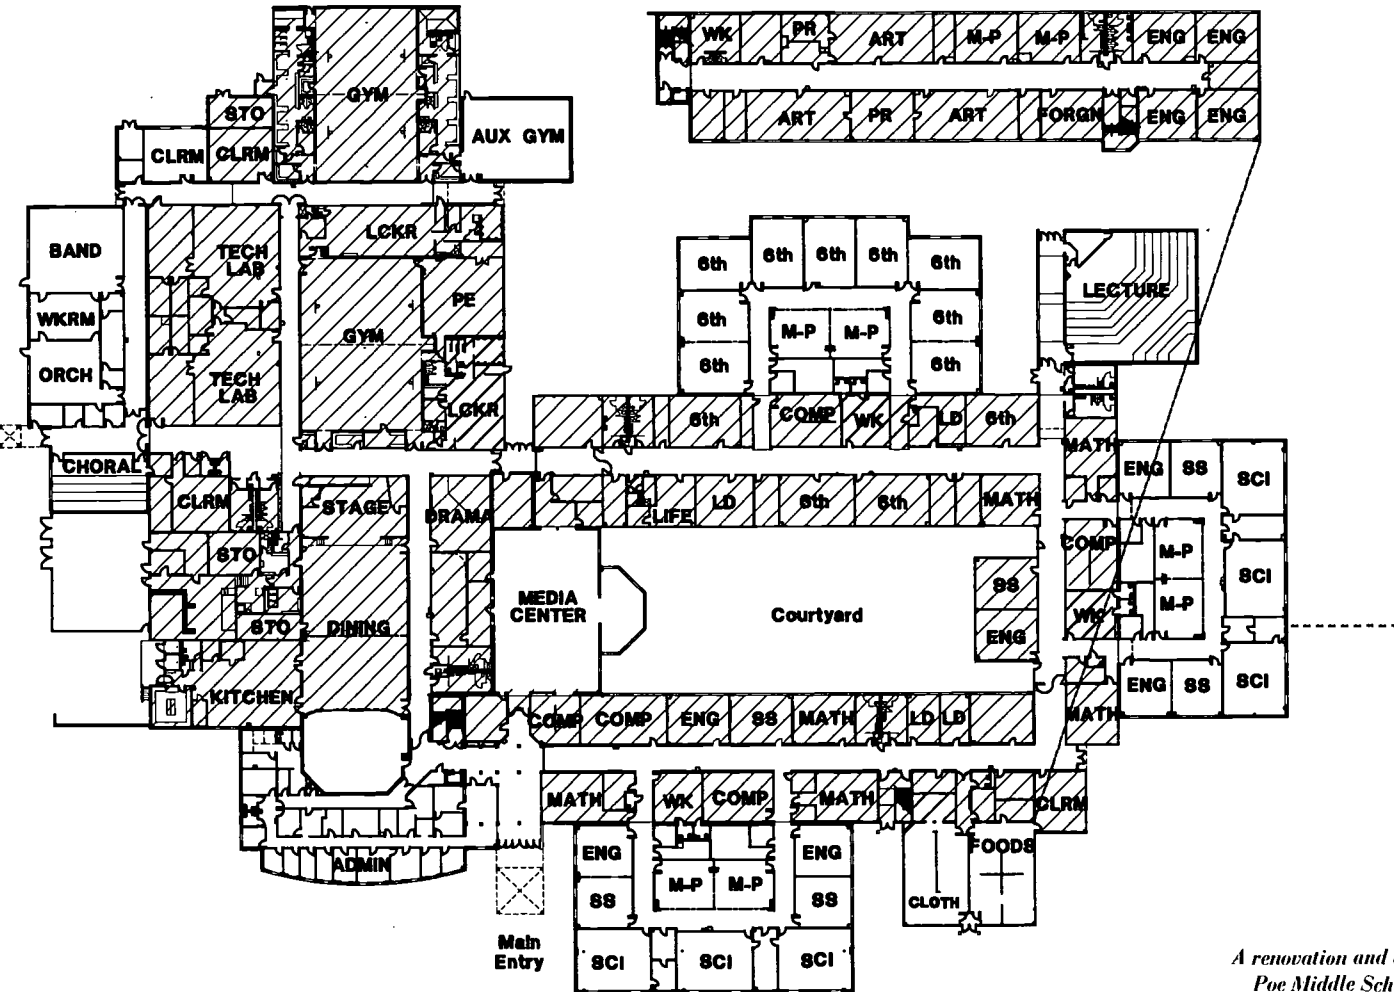 WK
PR
ART
M-P
M-P
ENG
ENG
ART
PR
ART
FORGN
ENG
ENG
GYM
STO
AUX GYM
CLRM
CLRM
BAND
TECH
LAB
LCKR
PE
WKRM
GYM
ORCH
TECH
LAB
LCKR
6th
6th
6th
6th
6th
6th
M-P
M-P
6th
6th
6th
LECTURE
6th
COMP
WK
LD
6th
MATH
CHORAL
CLRM
STAGE
DRAMA
LIFE
LD
6th
6th
MATH
ENG
SS
SCI
STO
COMP
M-P
SCI
MEDIA
CENTER
Courtyard
SS
ENG
WK
M-P
STO
DINING
KITCHEN
ENG
SS
SCI
MATH
COMP
COMP
ENG
SS
MATH
LD
LD
MATH
WK
COMP
MATH
CLRM
FOODS
ADMIN
ENG
ENG
M-P
M-P
SS
SS
CLOTH
SCI
SCI
SCI
Main
Entry
A renovation and
Poe Middle Sch